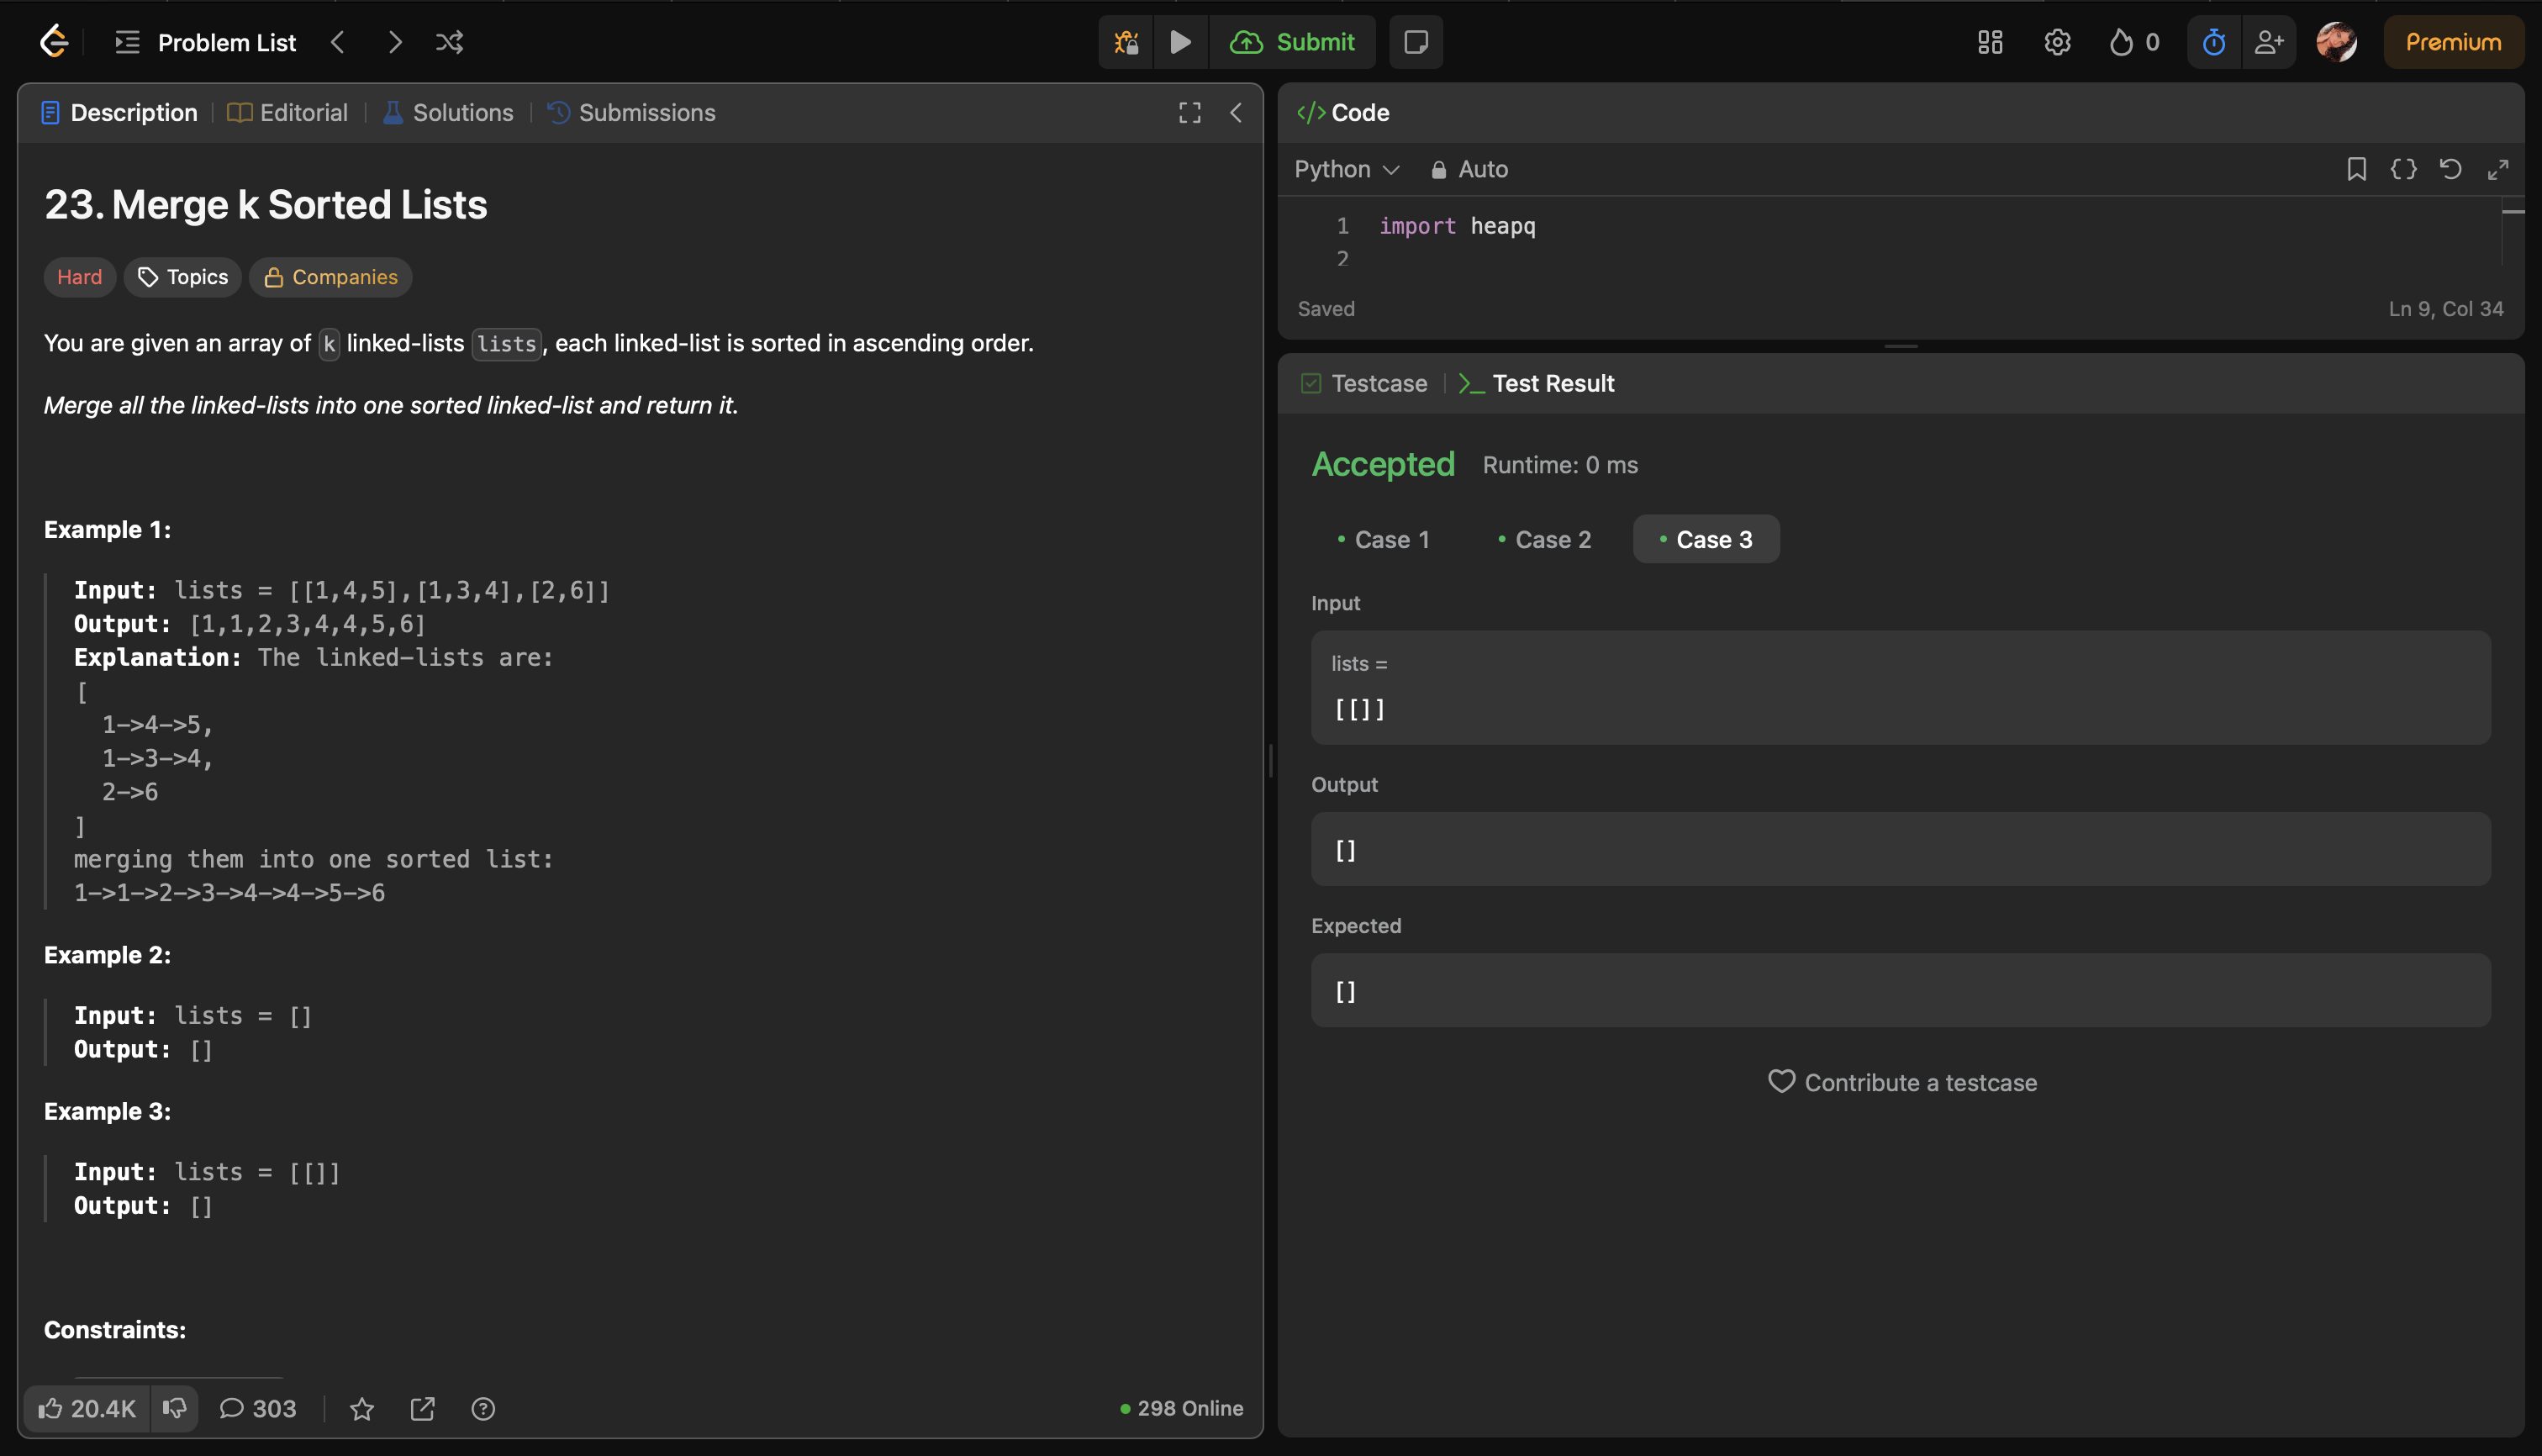 Problem List
Submit
0
Premium
Description
Editorial
Solutions
Submissions
23. Merge k Sorted Lists
Hard
Topics
Companies
You are given an array of k linked-lists lists, each linked-list is sorted in ascending order.
Merge all the linked-lists into one sorted linked-list and return it.
Example 1:
Input: lists = [[1,4,5],[1,3,4],[2,6]]
Output: [1,1,2,3,4,4,5,6]
Explanation: The linked-lists are:
[
1->4->5,
1->3->4,
2->6
]
merging them into one sorted list:
1->1->2->3->4->4->5->6
Example 2:
Input: lists = []
Output: []
Example 3:
Input: lists = [[]]
Output: []
Constraints:
20.4K
303
298 Online
</> Code
Python
Auto
1 import heapq
2
Saved
Ln 9, Col 34
Testcase
>_ Test Result
Accepted Runtime: 0 ms
• Case 1
• Case 2
• Case 3
Input
lists =
[[]]
Output
[]
Expected
[]
Contribute a testcase